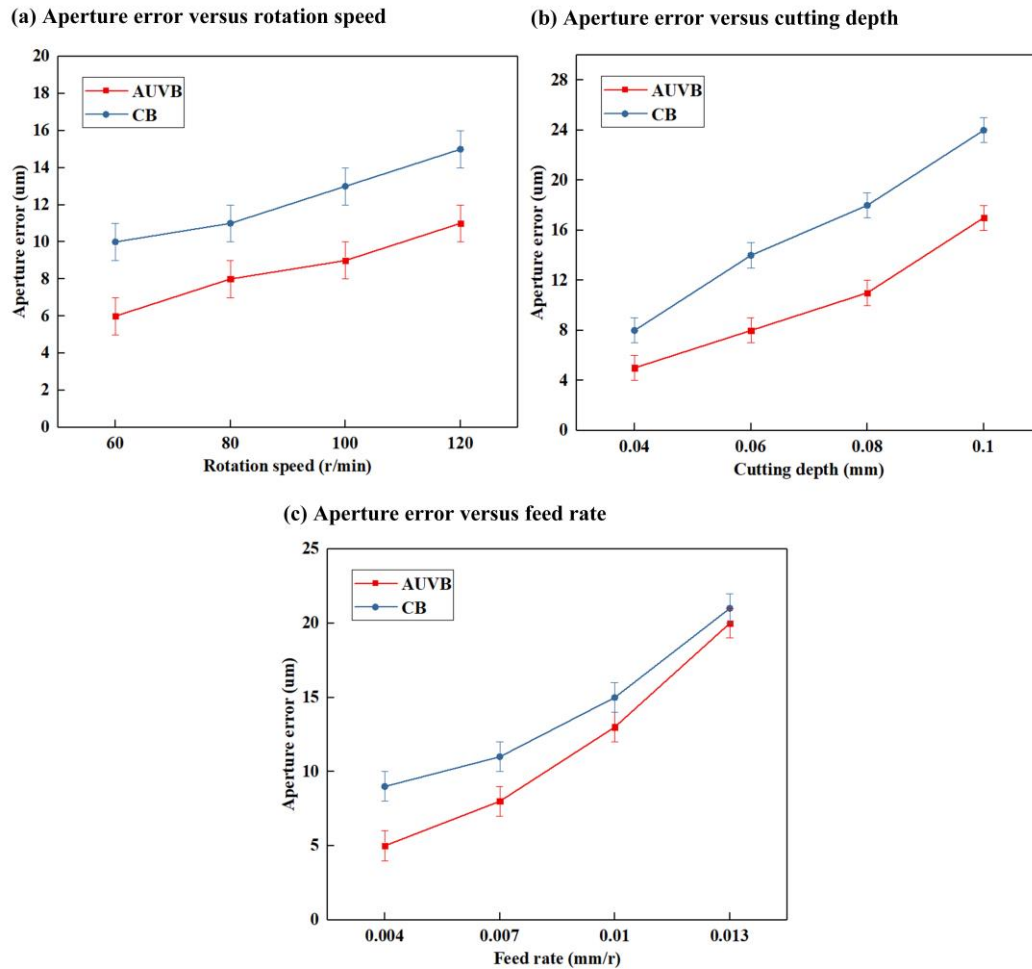 (a) Aperture error versus rotation speed
20
18
16
14
12
10
8
6
4
2
0
AUVB
CB
Aperture error (um)
60 80 100 120
Rotation speed (r/min)
(b) Aperture error versus cutting depth
28
24
20
16
12
8
4
0
AUVB
CB
Aperture error (um)
0.04 0.06 0.08 0.1
Cutting depth (mm)
(c) Aperture error versus feed rate
25
20
15
10
5
0
AUVB
CB
Aperture error (um)
0.004 0.007 0.01 0.013
Feed rate (mm/r)